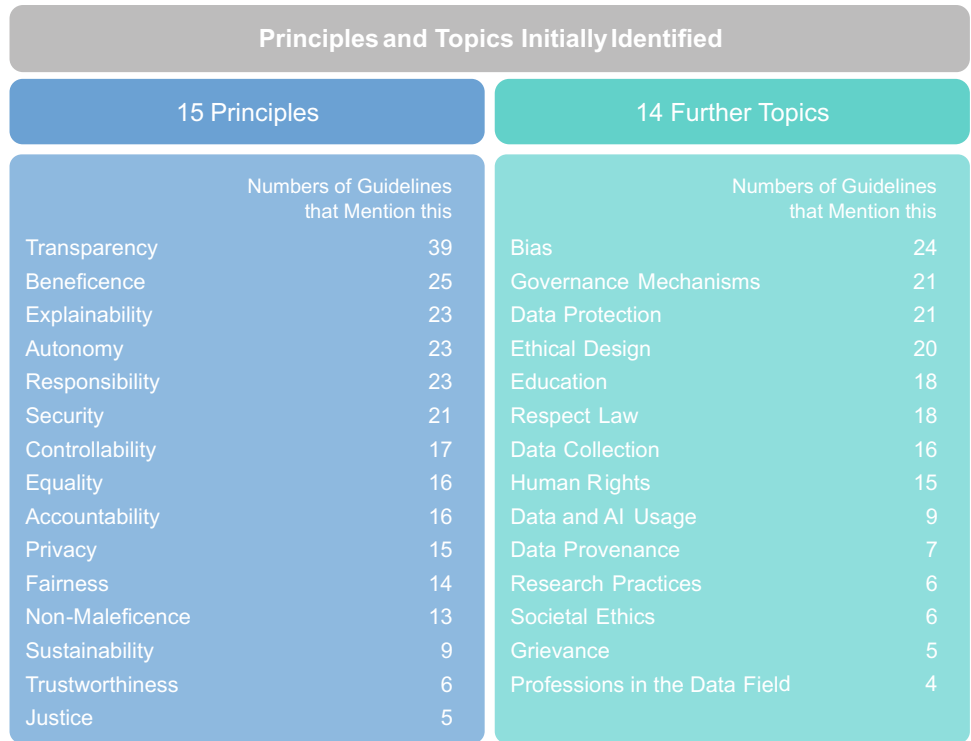 Principles and Topics Initially Identified
15 Principles
Numbers of Guidelines
that Mention this
Transparency 39
Beneficence 25
Explainability 23
Autonomy 23
Responsibility 23
Security 21
Controllability 17
Equality 16
Accountability 16
Privacy 15
Fairness 14
Non-Maleficence 13
Sustainability 9
Trustworthiness 6
Justice 5
14 Further Topics
Numbers of Guidelines
that Mention this
Bias 24
Governance Mechanisms 21
Data Protection 21
Ethical Design 20
Education 18
Respect Law 18
Data Collection 16
Human Rights 15
Data and AI Usage 9
Data Provenance 7
Research Practices 6
Societal Ethics 6
Grievance 5
Professions in the Data Field 4